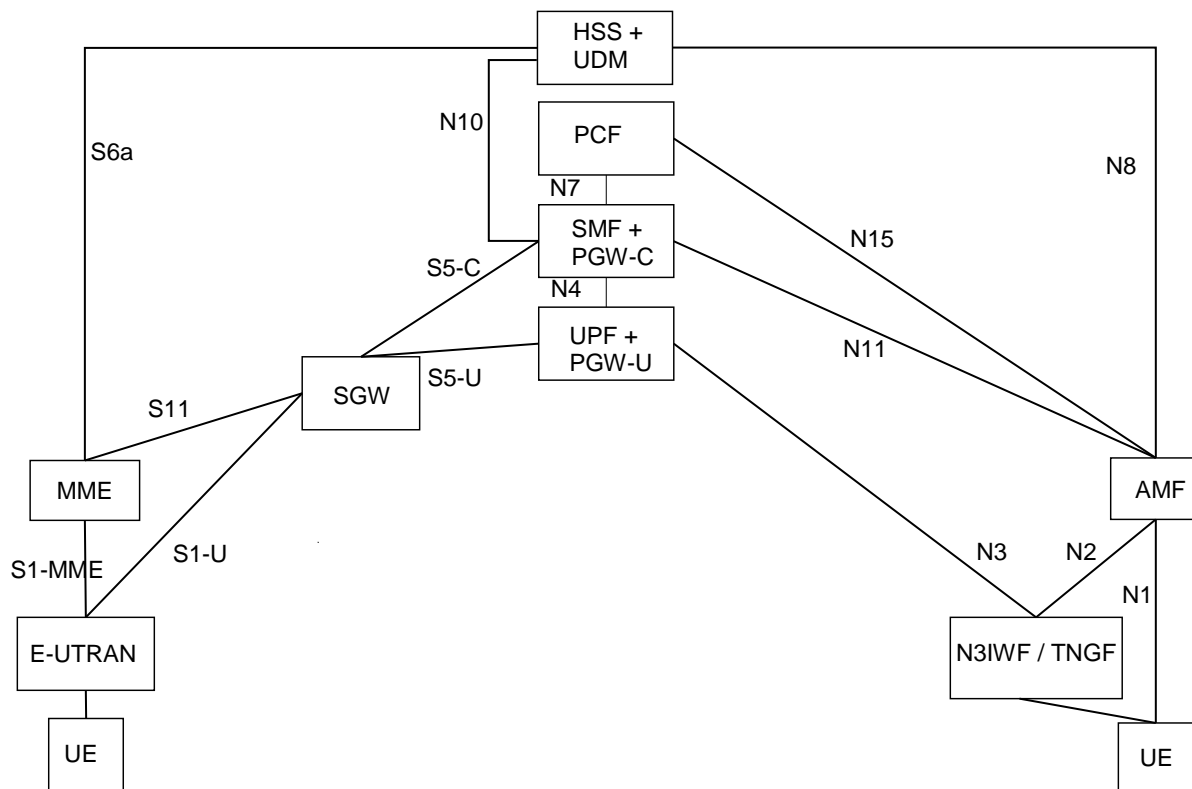 HSS +
UDM
N10
PCF
S6a
N8
N7
SMF +
PGW-C
N15
S5-C
N4
UPF +
PGW-U
N11
S5-U
SGW
S11
MME
AMF
S1-U
N3
N2
S1-MME
N1
E-UTRAN
N3IWF / TNGF
UE
UE